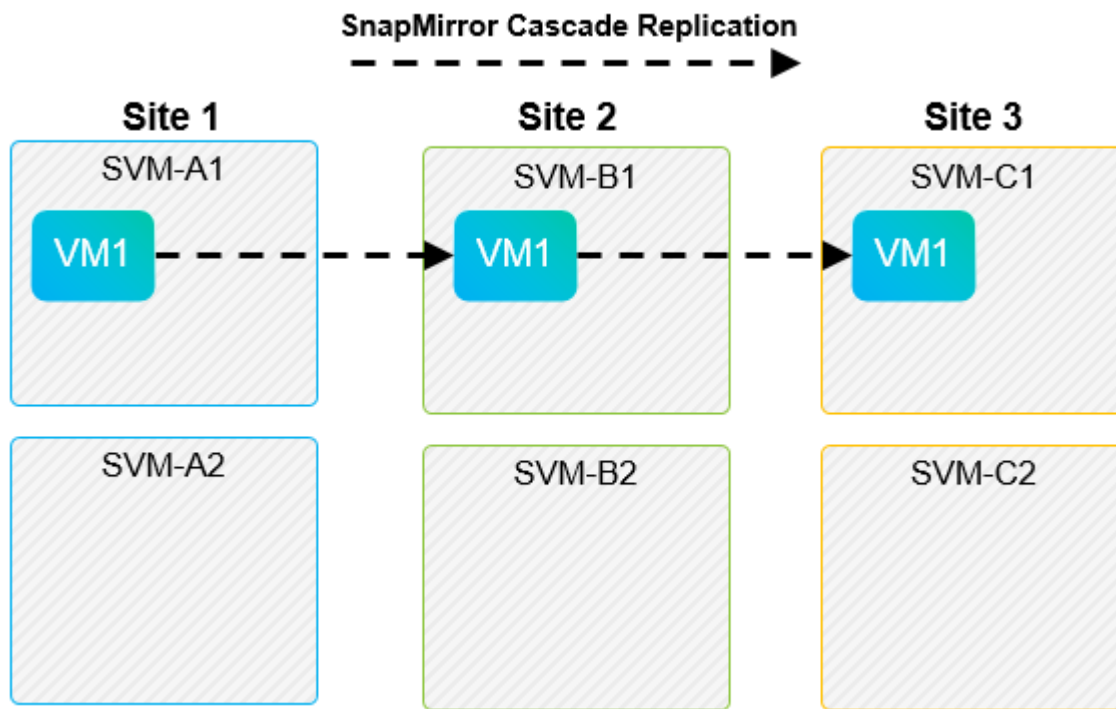 SnapMirror Cascade Replication
Site 1
Site 2
Site 3
SVM-A1
SVM-B1
SVM-C1
VM1
VM1
VM1
SVM-A2
SVM-B2
SVM-C2